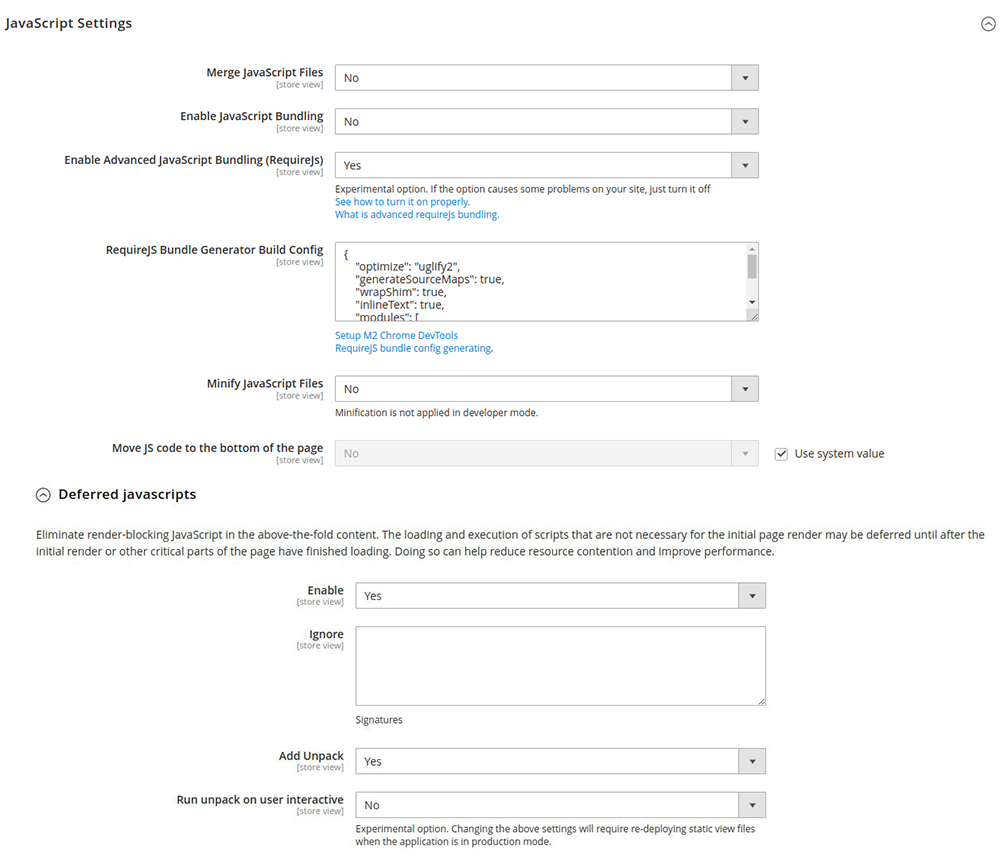 JavaScript Settings
Merge JavaScript Files
[store view]
No
Enable JavaScript Bundling
[store view]
No
Enable Advanced JavaScript Bundling (RequireJs)
[store view]
Yes
Experimental option. If the option causes some problems on your site, just turn it off
See how to turn it on properly.
What is advanced requireJs bundling.
RequireJS Bundle Generator Build Config
[store view]
{
"optimize": "uglify2",
"generateSourceMaps": true,
"wrapShim": true,
"inlineText": true,
"modules": [
Setup M2 Chrome DevTools
RequireJS bundle config generating.
Minify JavaScript Files
[store view]
No
Minification is not applied in developer mode.
Move JS code to the bottom of the page
[store view]
No
Use system value
Deferred javascripts
Eliminate render-blocking JavaScript in the above-the-fold content. The loading and execution of scripts that are not necessary for the initial page render may be deferred until after the
initial render or other critical parts of the page have finished loading. Doing so can help reduce resource contention and improve performance.
Enable
[store view]
Yes
Ignore
[store view]
Signatures
Add Unpack
[store view]
Yes
Run unpack on user interactive
[store view]
No
Experimental option. Changing the above settings will require re-deploying static view files
when the application is in production mode.